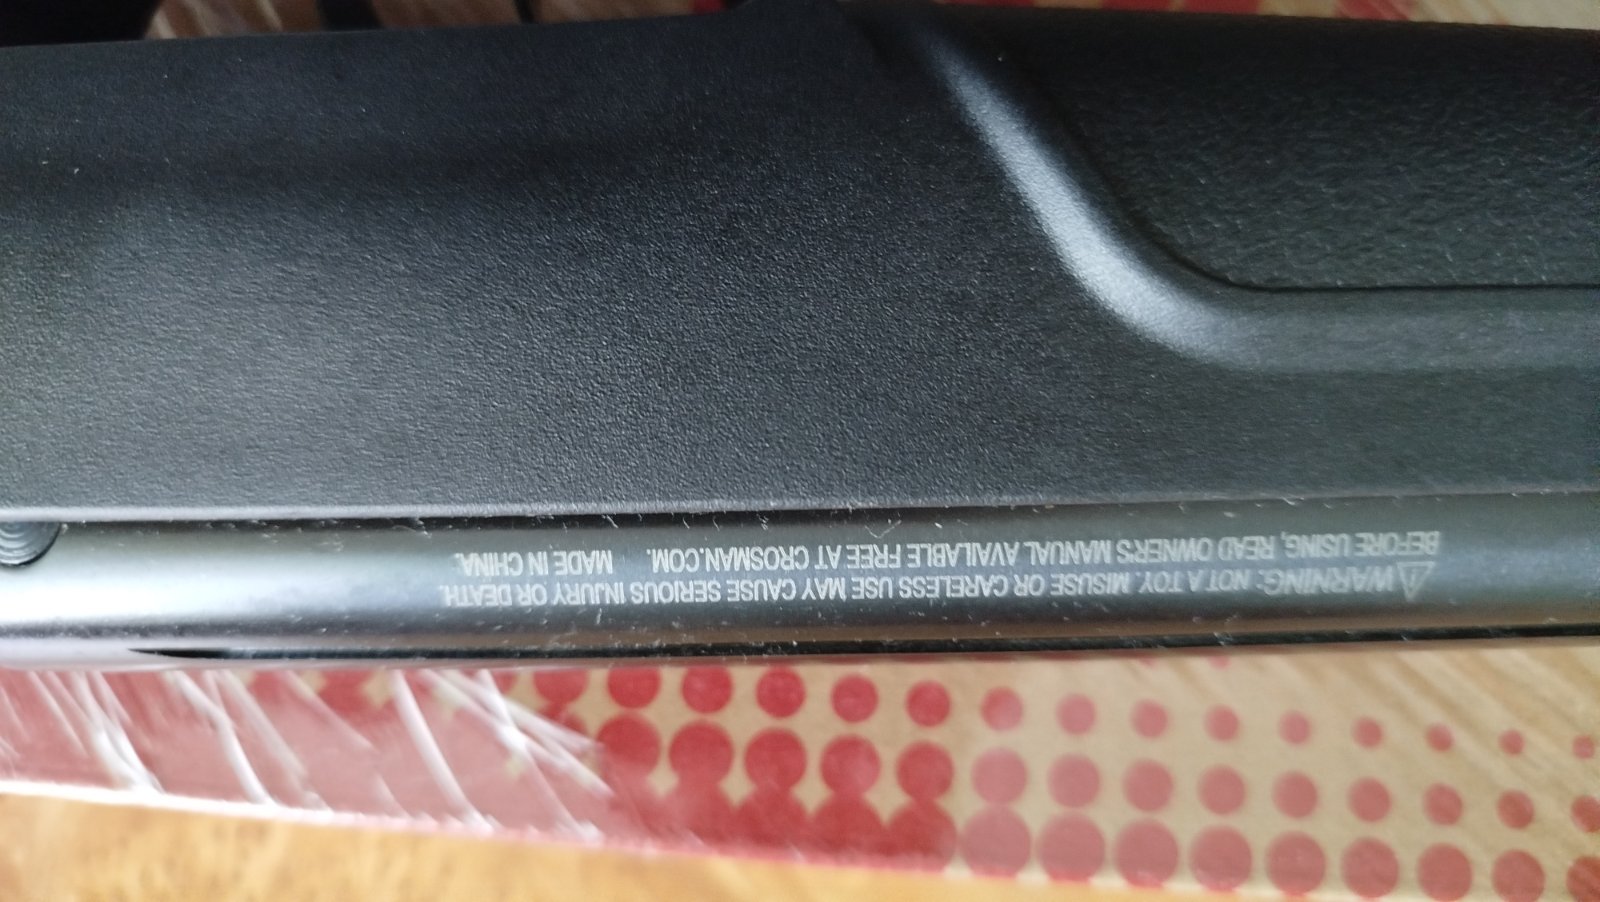 ⚠WARNING: NOT A TOY. MISUSE OR CARELESS USE MAY CAUSE SERIOUS INJURY OR DEATH.
BEFORE USING, READ OWNER'S MANUAL AVAILABLE FREE AT CROSMAN.COM. MADE IN CHINA.